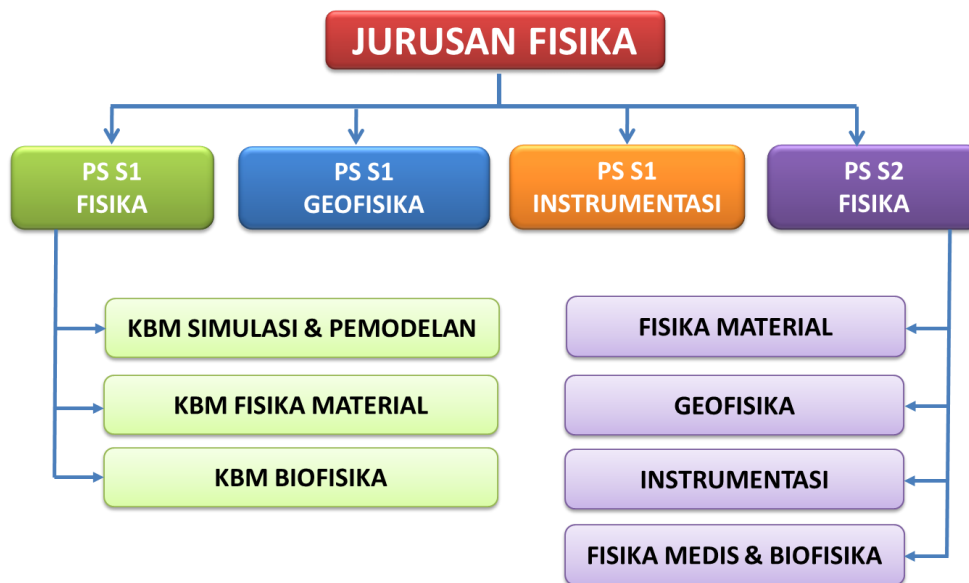 JURUSAN FISIKA
PS S1
FISIKA
PS S1
GEOFISIKA
PS S1
INSTRUMENTASI
PS S2
FISIKA
KBM SIMULASI & PEMODELAN
KBM FISIKA MATERIAL
KBM BIOFISIKA
FISIKA MATERIAL
GEOFISIKA
INSTRUMENTASI
FISIKA MEDIS & BIOFISIKA